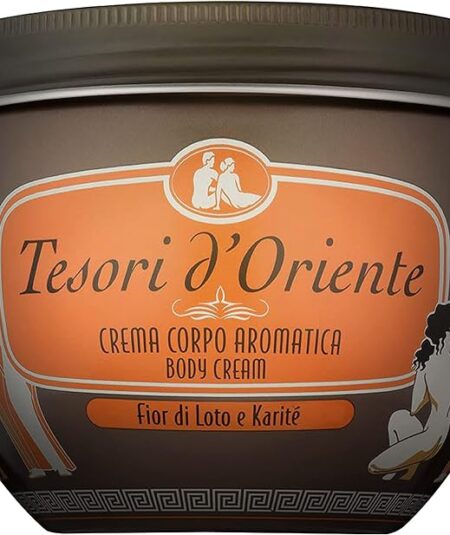 Tesori d'Oriente
CREMA CORPO AROMATICA
BODY CREAM
Fior di Loto e Karité